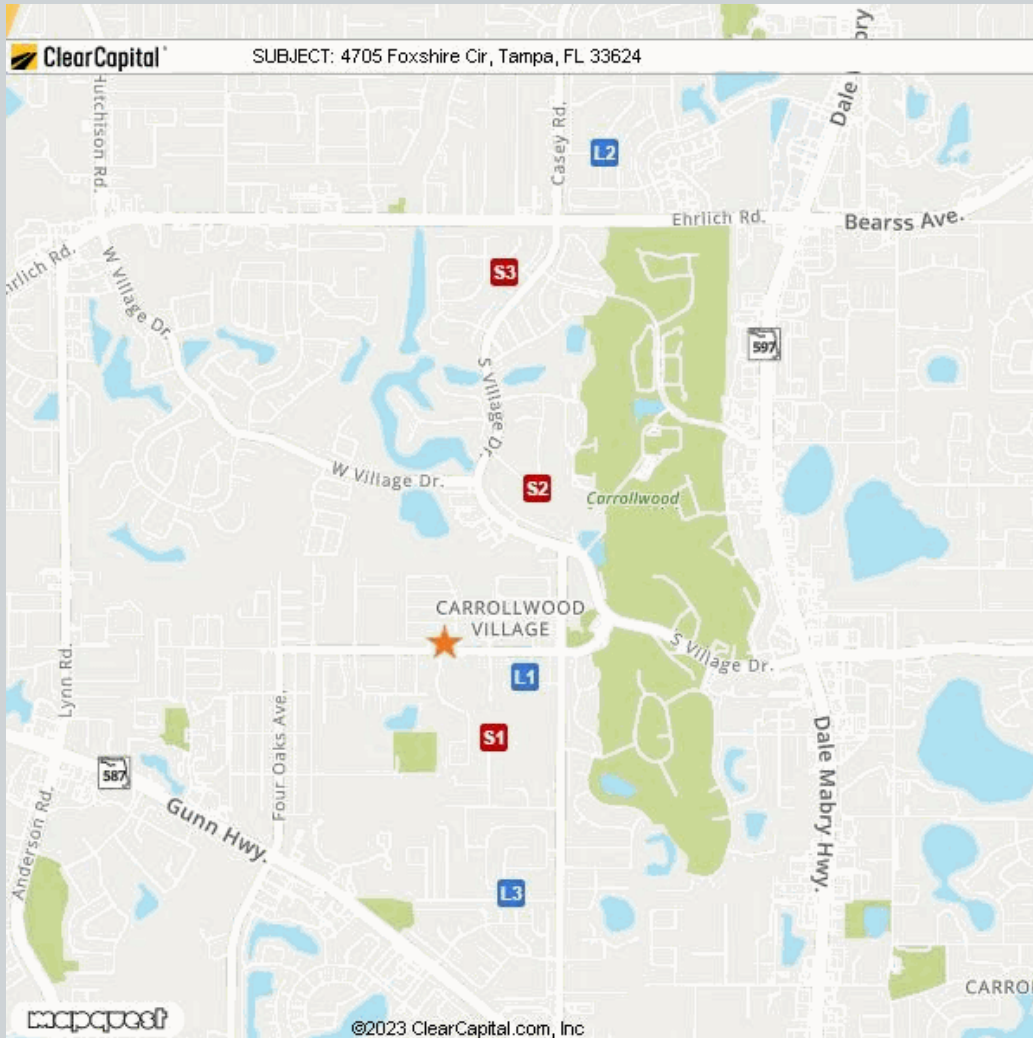 ClearCapital
SUBJECT: 4705 Foxshire Cir, Tampa, FL 33624
Dale
bry
Hutchison Rd.
Casey Rd.
L2
Ehrlich Rd.
Bearss Ave.
hrlich Rd.
W Village Dr.
S3
597
S Village Dr.
W Village Dr.
S2
Carrollwood
CARROLLWOOD
VILLAGE
S Village Dr.
Lynn Rd.
L1
S1
Four Oaks Ave.
587
Gunn Hwy.
Dale Mabry Hwy.
Anderson Rd.
L3
CARRO
mapquest
©2023 ClearCapital.com, Inc